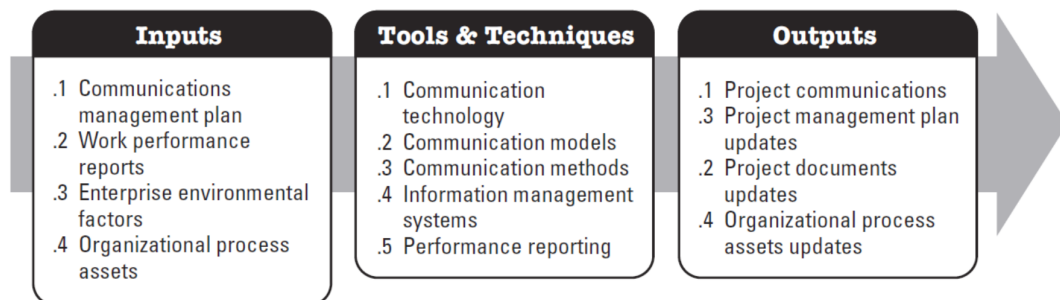 Inputs
.1 Communications
management plan
.2 Work performance
reports
.3 Enterprise environmental
factors
.4 Organizational process
assets
Tools & Techniques
.1 Communication
technology
.2 Communication models
.3 Communication methods
.4 Information management
systems
.5 Performance reporting
Outputs
.1 Project communications
.3 Project management plan
updates
.2 Project documents
updates
.4 Organizational process
assets updates